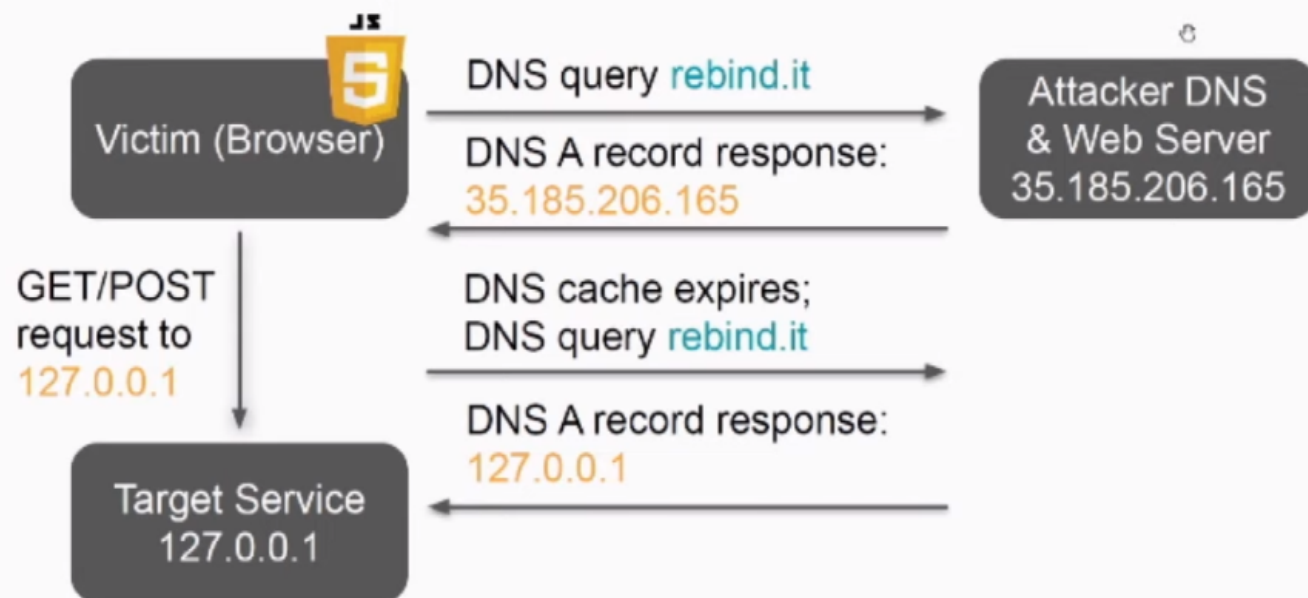 JS
5
Victim (Browser)
DNS query rebind.it
DNS A record response:
35.185.206.165
Attacker DNS
& Web Server
35.185.206.165
GET/POST
request to
127.0.0.1
DNS cache expires;
DNS query rebind.it
DNS A record response:
127.0.0.1
Target Service
127.0.0.1